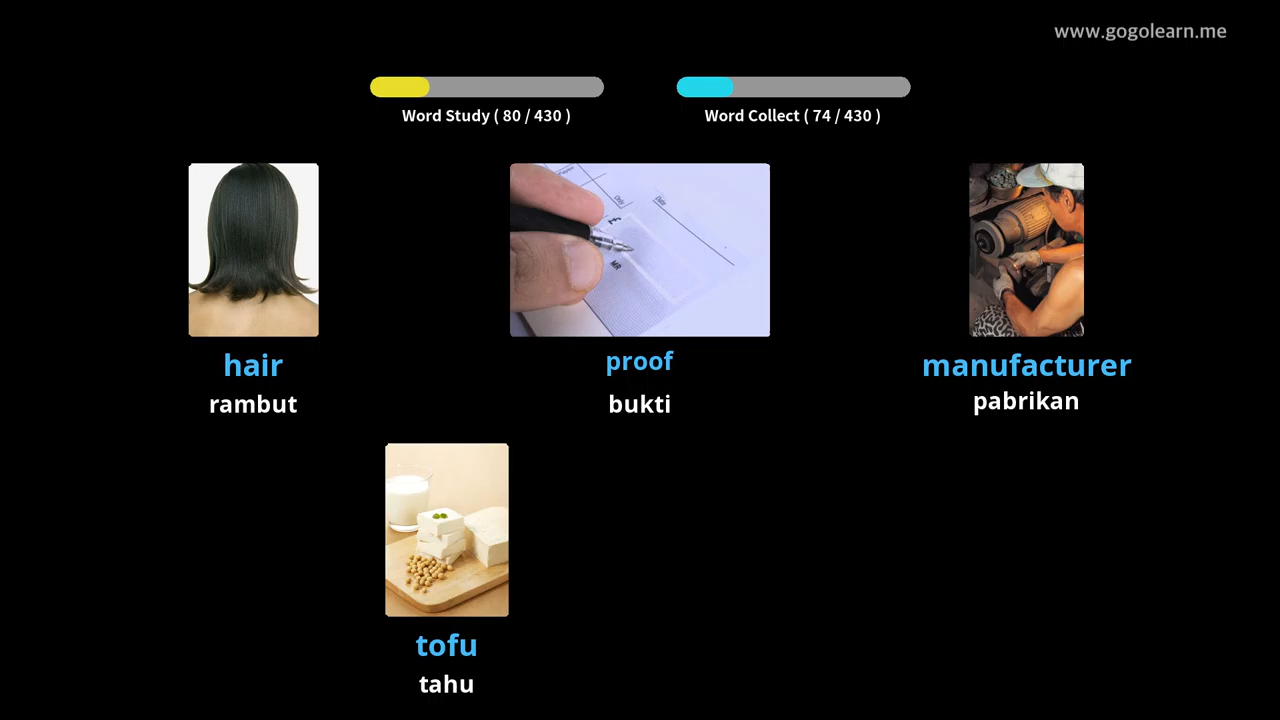 www.gogolearn.me
Word Study ( 80 / 430 )
Word Collect ( 74 / 430 )
hair
proof
manufacturer
rambut
bukti
pabrikan
tofu
tahu